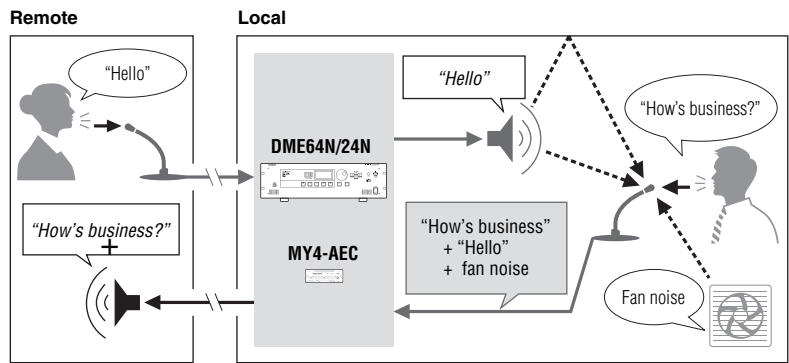 Remote
Local
“Hello”
“Hello”
“How’s business?”
DME64N/24N
“How’s business?”
+
“How’s business”
+ “Hello”
+ fan noise
MY4-AEC
Fan noise